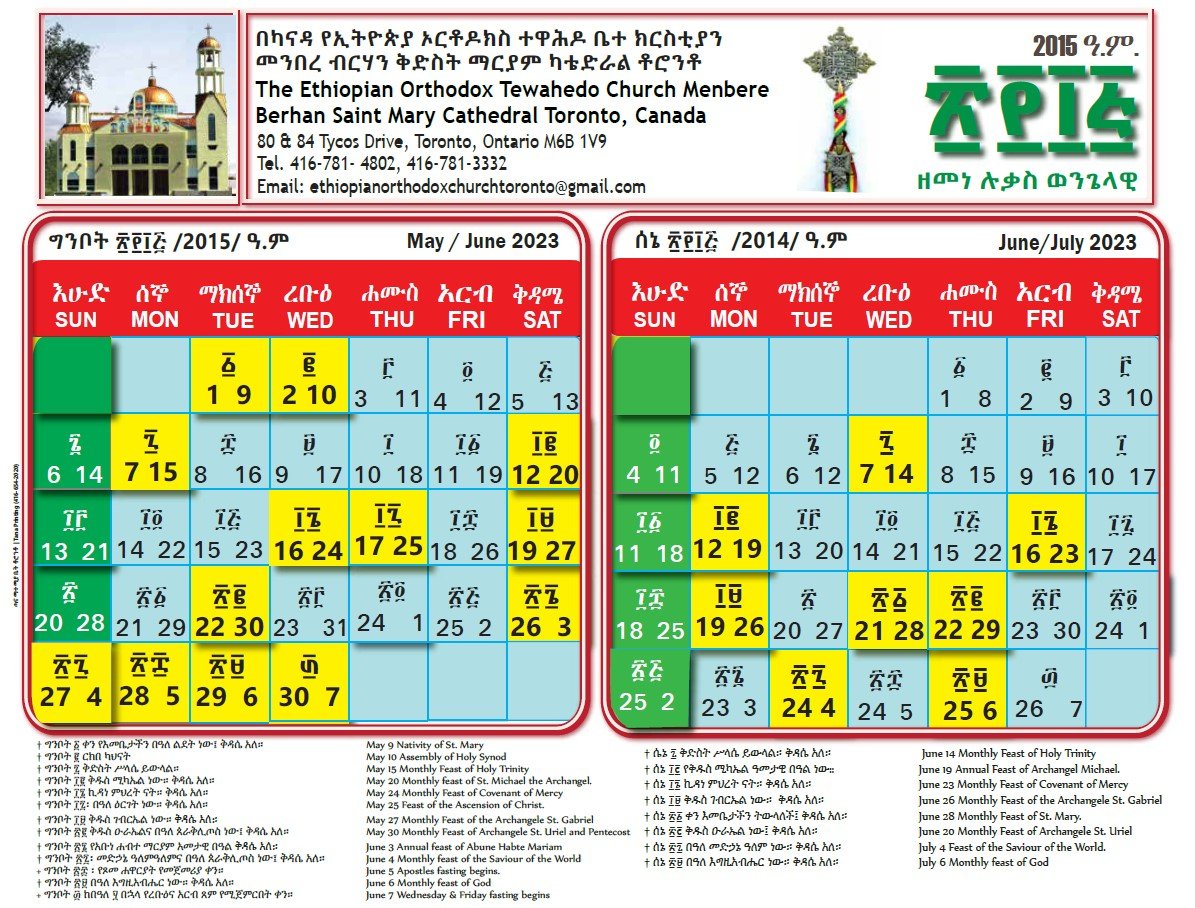 በካናዳ የኢትዮጵያ ኦርቶዶክስ ተዋሕዶ ቤተ ክርስቲያን
መንበረ ብርሃን ቅድስት ማርያም ካቴድራል ቶሮንቶ
The Ethiopian Orthodox Tewahedo Church Menbere
Berhan Saint Mary Cathedral Toronto, Canada
80 & 84 Tycos Drive, Toronto, Ontario M6B 1V9
Tel. 416-781- 4802, 416-781-3332
Email: ethiopianorthodoxchurchtoronto@gmail.com
2015 ዓ.ም.
፳፻፲፭
ዘመነ ሉቃስ ወንጌላዊ
ግንቦት ፳፻፲፭ /2015/ ዓ.ም May / June 2023
እሁድ ሰኞ ማክሰኞ ረቡዕ ሐሙስ አርብ ቅዳሜ
SUN MON TUE WED THU FRI SAT
፩ ፪ ፫ ፬ ፭
1 9 2 10 3 11 4 12 5 13
፮ ፯ ፰ ፱ ፲ ፲፩ ፲፪
6 14 7 15 8 16 9 17 10 18 11 19 12 20
፲፫ ፲፬ ፲፭ ፲፮ ፲፯ ፲፰ ፲፱
13 21 14 22 15 23 16 24 17 25 18 26 19 27
፳ ፳፩ ፳፪ ፳፫ ፳፬ ፳፭ ፳፮
20 28 21 29 22 30 23 31 24 1 25 2 26 3
፳፯ ፳፰ ፳፱ ፴
27 4 28 5 29 6 30 7
ሰኔ ፳፻፲፭ /2014/ ዓ.ም June/July 2023
እሁድ ሰኞ ማክሰኞ ረቡዕ ሐሙስ አርብ ቅዳሜ
SUN MON TUE WED THU FRI SAT
፩ ፪ ፫
1 8 2 9 3 10
፬ ፭ ፮ ፯ ፰ ፱ ፲
4 11 5 12 6 12 7 14 8 15 9 16 10 17
፲፩ ፲፪ ፲፫ ፲፬ ፲፭ ፲፮ ፲፯
11 18 12 19 13 20 14 21 15 22 16 23 17 24
፲፰ ፲፱ ፳ ፳፩ ፳፪ ፳፫ ፳፬
18 25 19 26 20 27 21 28 22 29 23 30 24 1
፳፭ ፳፮ ፳፯ ፳፰ ፳፱ ፴
25 2 23 3 24 4 24 5 25 6 26 7
† ግንቦት ፩ ቀን የእመቤታችን በዓለ ልደት ነው፤ ቅዳሴ አለ። May 9 Nativity of St. Mary
† ግንቦት ፪ ርክበ ካህናት May 10 Assembly of Holy Synod
† ግንቦት ፯ ቅድስት ሥላሴ ይውላል። May 15 Monthly Feast of Holy Trinity
† ግንቦት ፲፪ ቅዱስ ሚካኤል ነው። ቅዳሴ አለ። May 20 Monthly feast of St. Michael the Archangel.
† ግንቦት ፲፮ ኪዳነ ምህረት ናት። ቅዳሴ አለ። May 24 Monthly Feast of Covenant of Mercy
† ግንቦት ፲፯፡ በዓለ ዕርገት ነው። ቅዳሴ አለ። May 25 Feast of the Ascension of Christ.
† ግንቦት ፲፱ ቅዱስ ገብርኤል ነው። ቅዳሴ አለ። May 27 Monthly Feast of the Archangele St. Gabriel
† ግንቦት ፳፪ ቅዱስ ዑራኤልና በዓለ ጰራቅሊጦስ ነው፤ ቅዳሴ አለ። May 30 Monthly Feast of Archangele St. Uriel and Pentecost
† ግንቦት ፳፮ የአቡነ ሐብተ ማርያም አመታዊ በዓል ቅዳሴ አለ። June 3 Annual feast of Abune Habte Mariam
† ግንቦት ፳፯፡ መድኃኔ ዓለምዓለምና በዓለ ጰራቅሊጦስ ነው፤ ቅዳሴ አለ። June 4 Monthly feast of the Saviour of the World
+ ግንቦት ፳፰ ፡ የጾመ ሐዋርያት የመጀመሪያ ቀን። June 5 Apostles fasting begins.
† ግንቦት ፳፱ በዓለ እግዚአብሔር ነው። ቅዳሴ አለ። June 6 Monthly feast of God
+ ግንቦት ፴ ከበዓለ ፶ በኋላ የረቡዕና አርብ ጾም የሚጀምርበት ቀን። June 7 Wednesday & Friday fasting begins
† ሴኔ ፯ ቅድስት ሥላሴ ይውላል። ቅዳሴ አለ። June 14 Monthly Feast of Holy Trinity
† ሰኔ ፲፪ የቅዱስ ሚካኤል ዓመታዊ በዓል ነው። June 19 Annual Feast of Archangel Michael.
† ሰኔ ፲፮ ኪዳነ ምህረት ናት። ቅዳሴ አለ። June 23 Monthly Feast of Covenant of Mercy
† ሰኔ ፲፱ ቅዱስ ገብርኤል ነው። ቅዳሴ አለ። June 26 Monthly Feast of the Archangele St. Gabriel
† ሰኔ ፳፩ ቀን እመቤታችን ትውላለች፤ ቅዳሴ አለ። June 28 Monthly Feast of St. Mary.
† ሰኔ ፳፪ ቅዱስ ዑራኤል ነው፤ ቅዳሴ አለ። June 20 Monthly Feast of Archangele St. Uriel
† ሰኔ ፳፯ በዓለ መድኃኔ ዓለም ነው። ቅዳሴ አለ። July 4 Feast of the Saviour of the World.
† ሰኔ ፳፱ በዓለ እግዚአብሔር ነው። ቅዳሴ አለ። July 6 Monthly feast of God
Tana Printing (416-654-2020)